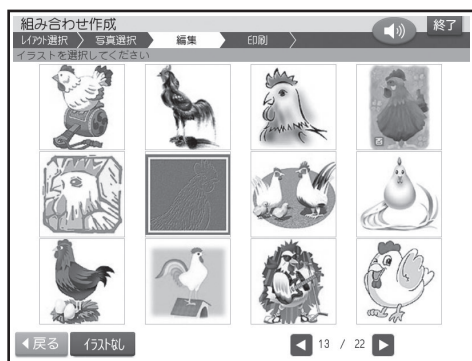 組み合わせ作成
終了
レイアウト選択 写真選択 編集 印刷
イラストを選択してください
酉
戻る イラストなし 13 / 22